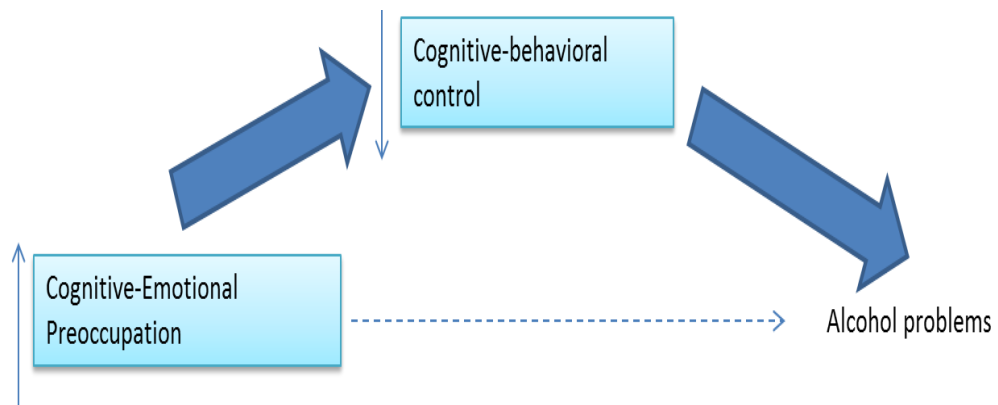 Cognitive-behavioral
control
Cognitive-Emotional
Preoccupation
Alcohol problems